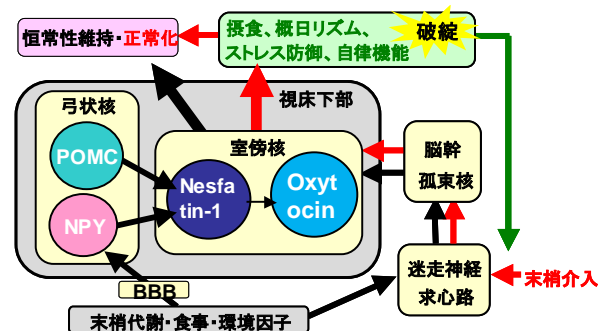 恒常性維持・正常化
摂食、概日リズム、
ストレス防御、自律機能
破綻
視床下部
弓状核
POMC
NPY
室傍核
Nesfa
tin-1
Oxyt
ocin
脳幹
孤束核
迷走神経
求心路
末梢介入
BBB
末梢代謝・食事・環境因子